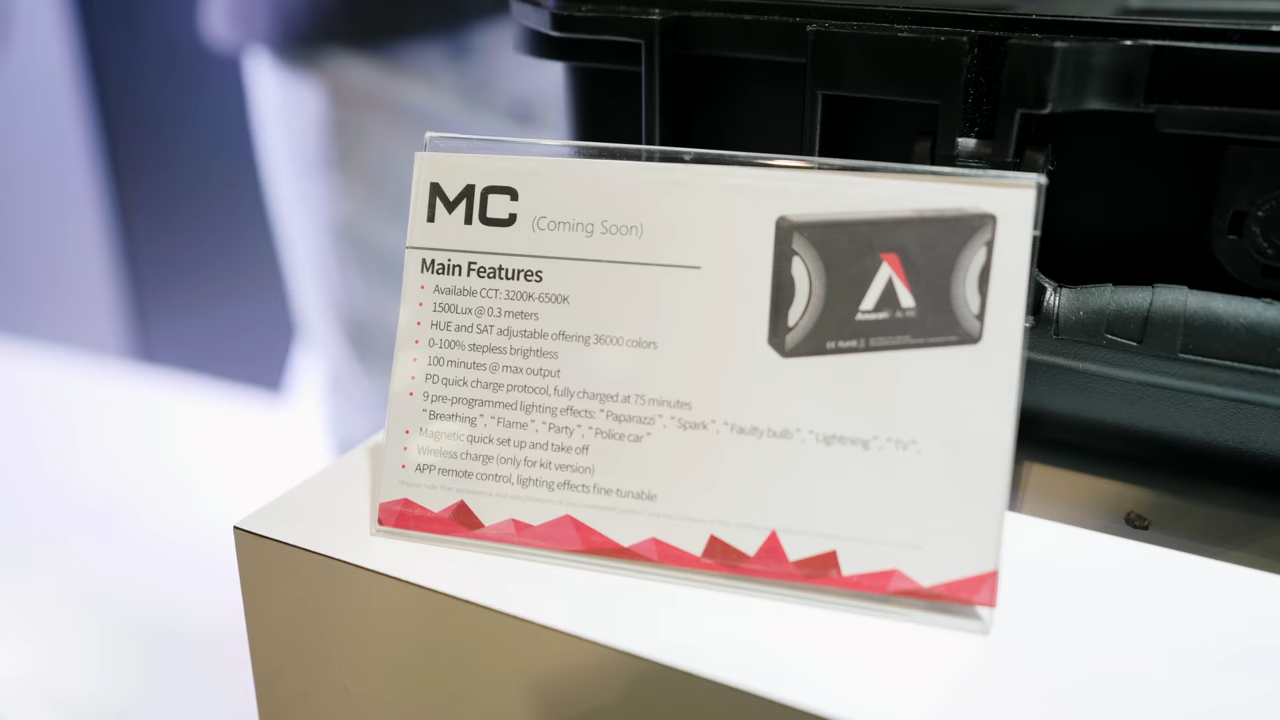 MC (Coming Soon)
Main Features
• Available CCT: 3200K-6500K
• 1500Lux @ 0.3 meters
• HUE and SAT adjustable offering 36000 colors
• 0-100% stepless brightless
• 100 minutes @ max output
• PD quick charge protocol, fully charged at 75 minutes
• 9 pre-programmed lighting effects: “Paparazzi”, “Spark”, “Faulty bulb”, “Lightning”, “TV”,
“Breathing”, “Flame”, “Party”, “Police car”
• Magnetic quick set up and take off
• Wireless charge (only for kit version)
• APP remote control, lighting effects fine-tunable
CE RoHS